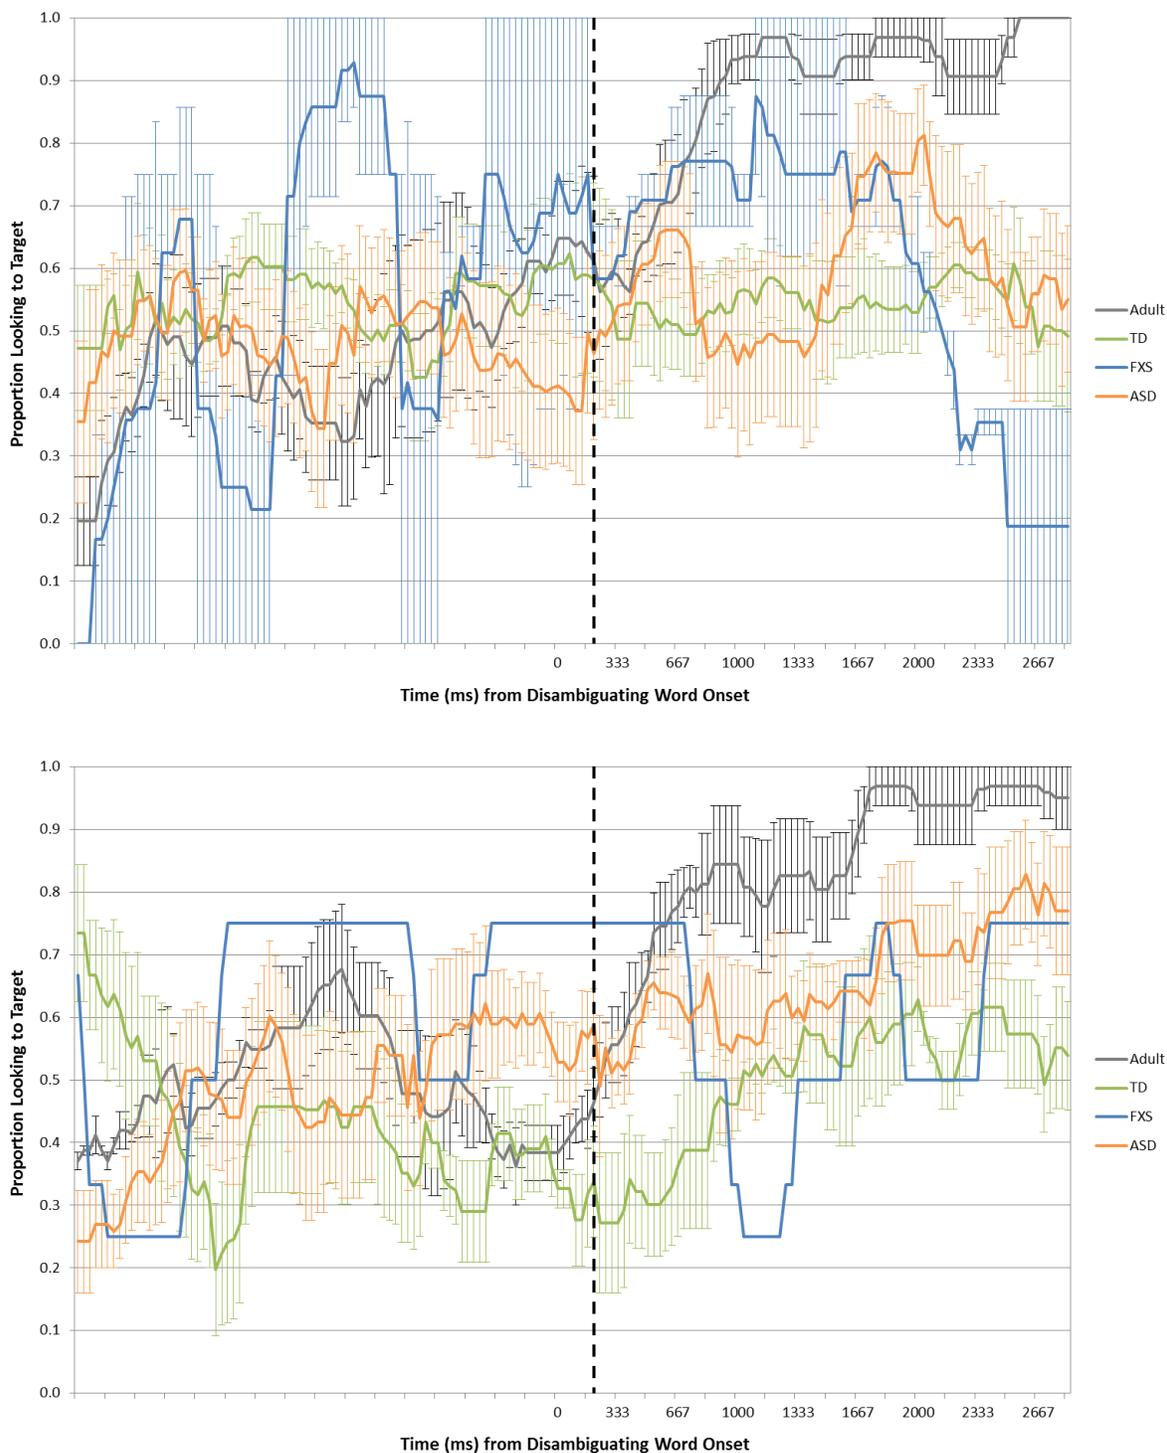 1.0
0.9
0.8
0.7
0.6
0.5
0.4
0.3
0.2
0.1
0.0
Proportion Looking to Target
0 333 667 1000 1333 1667 2000 2333 2667
Time (ms) from Disambiguating Word Onset
Adult
TD
FXS
ASD
1.0
0.9
0.8
0.7
0.6
0.5
0.4
0.3
0.2
0.1
0.0
Proportion Looking to Target
0 333 667 1000 1333 1667 2000 2333 2667
Time (ms) from Disambiguating Word Onset
Adult
TD
FXS
ASD